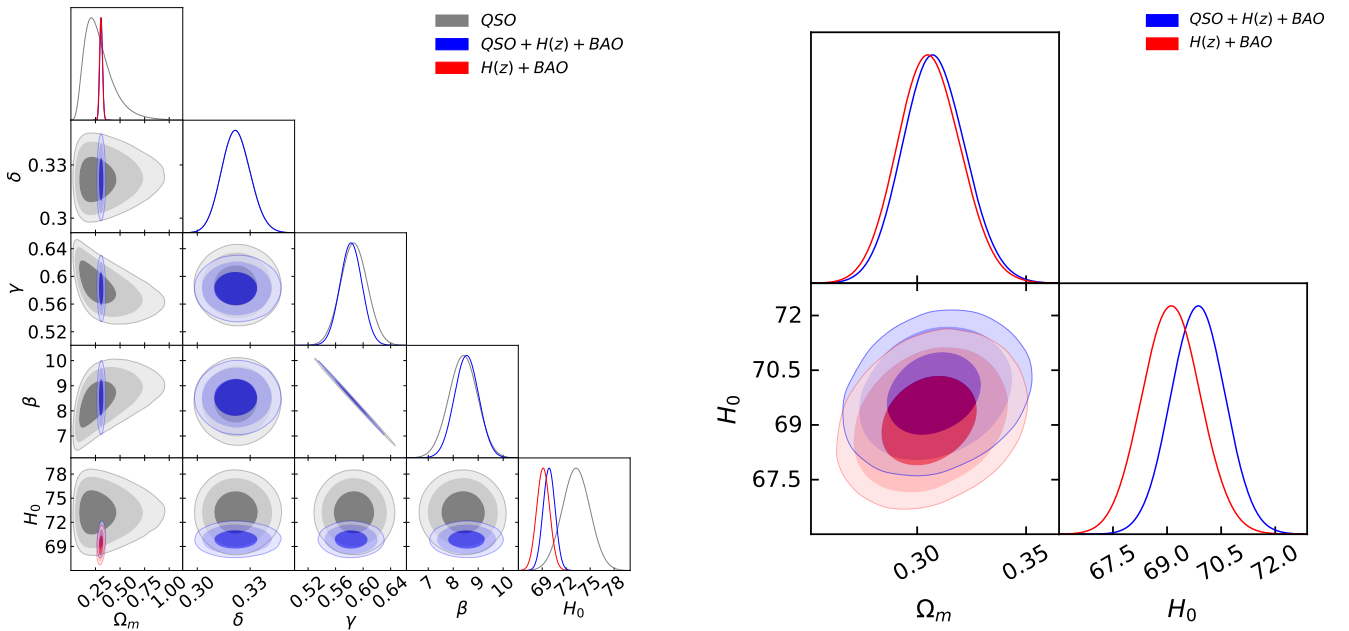 QSO
QSO + H(z) + BAO
H(z) + BAO
δ
0.33
0.3
γ
0.64
0.6
0.56
0.52
β
10
9
8
7
H₀
78
75
72
69
0.25 0.50 0.75 1.00
Ωₘ
0.30 0.33
δ
0.52 0.56 0.60 0.64
γ
7 8 9 10
β
69 72 75 78
H₀
QSO + H(z) + BAO
H(z) + BAO
H₀
72
70.5
69
67.5
0.30 0.35
Ωₘ
67.5 69.0 70.5 72.0
H₀